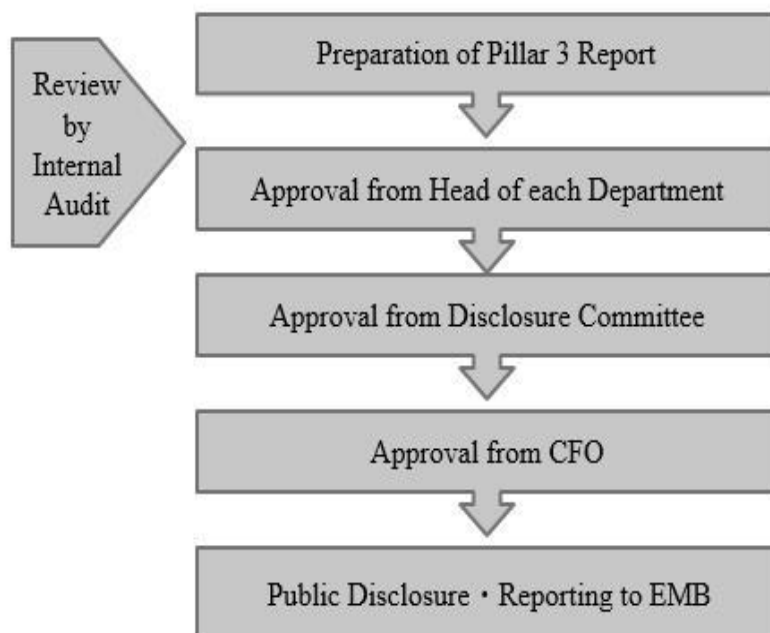 Review
by
Internal
Audit
Preparation of Pillar 3 Report
Approval from Head of each Department
Approval from Disclosure Committee
Approval from CFO
Public Disclosure・Reporting to EMB